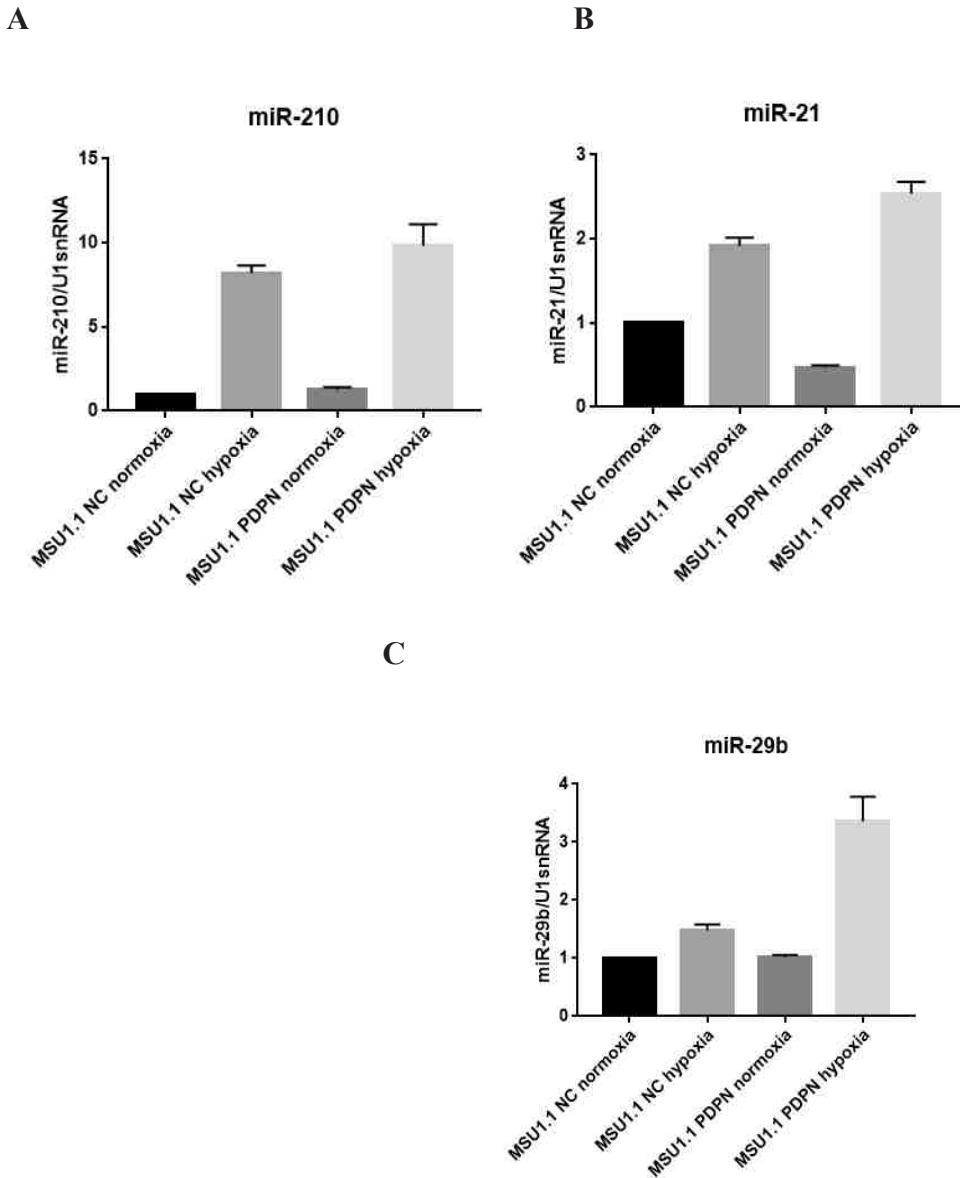 A
B
miR-210
miR-210/U1snRNA
15
10
5
0
MSU1.1 NC normoxia
MSU1.1 NC hypoxia
MSU1.1 PDPN normoxia
MSU1.1 PDPN hypoxia
miR-21
miR-21/U1snRNA
3
2
1
0
MSU1.1 NC normoxia
MSU1.1 NC hypoxia
MSU1.1 PDPN normoxia
MSU1.1 PDPN hypoxia
C
miR-29b
miR-29b/U1snRNA
4
3
2
1
0
MSU1.1 NC normoxia
MSU1.1 NC hypoxia
MSU1.1 PDPN normoxia
MSU1.1 PDPN hypoxia